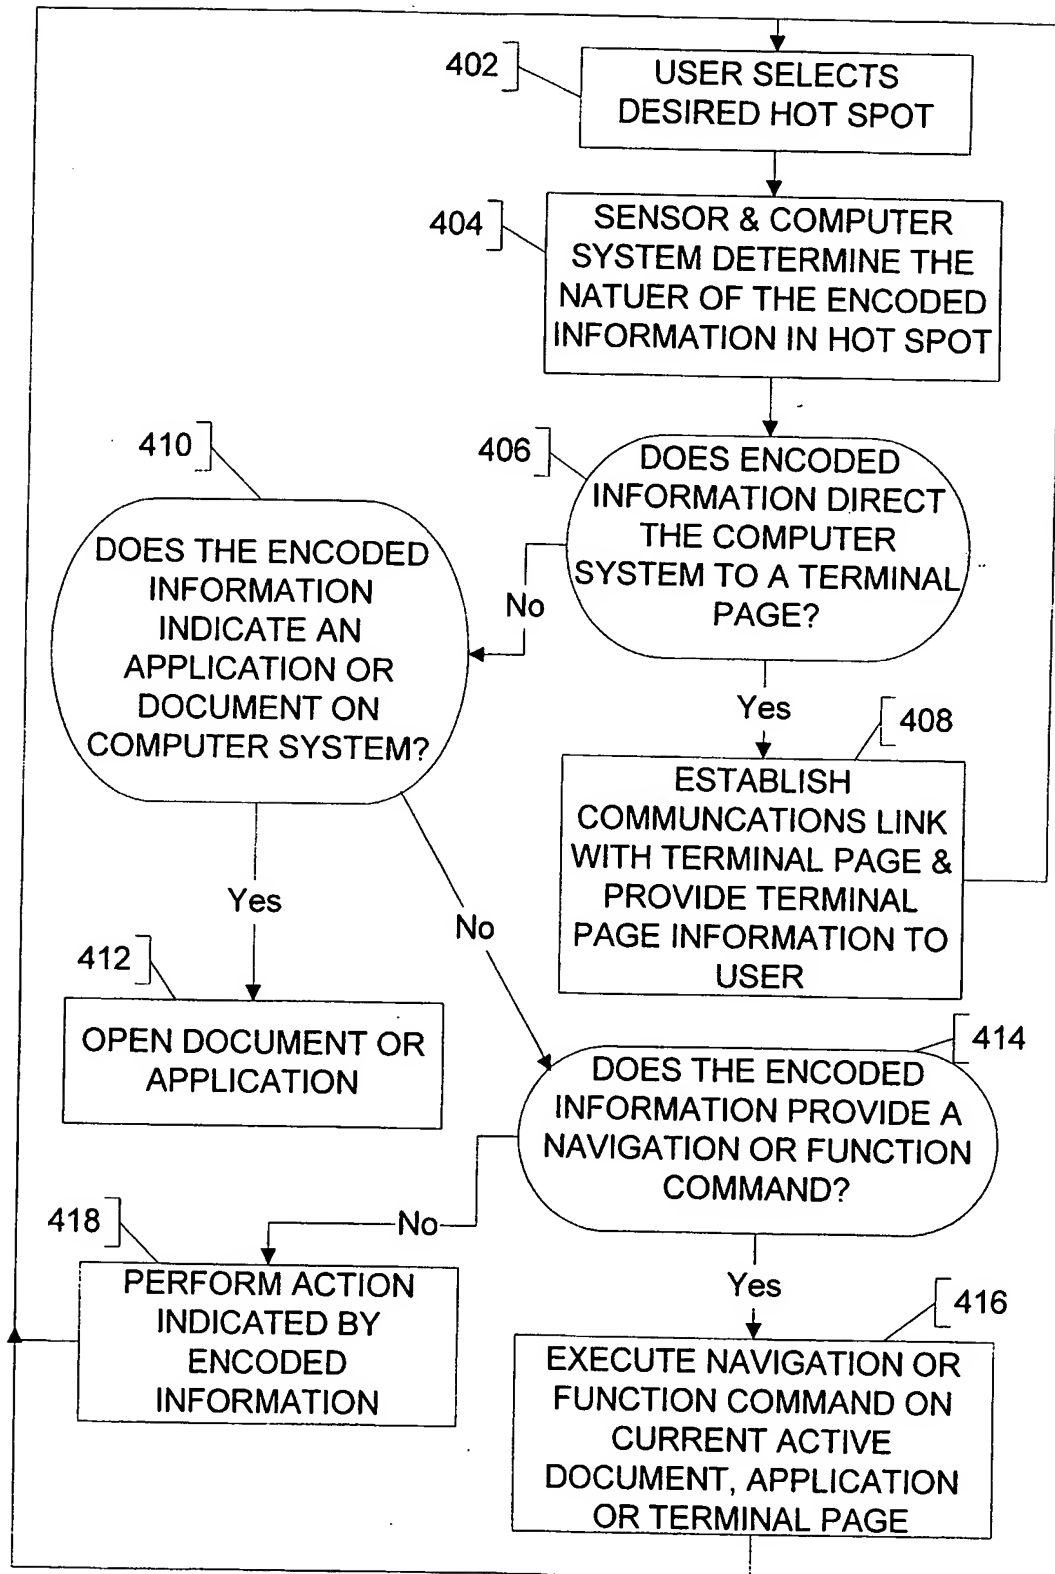 402
USER SELECTS
DESIRED HOT SPOT
404
SENSOR & COMPUTER
SYSTEM DETERMINE THE
NATUER OF THE ENCODED
INFORMATION IN HOT SPOT
406
DOES ENCODED
INFORMATION DIRECT
THE COMPUTER
SYSTEM TO A TERMINAL
PAGE?
No
Yes
408
ESTABLISH
COMMUNCATIONS LINK
WITH TERMINAL PAGE &
PROVIDE TERMINAL
PAGE INFORMATION TO
USER
410
DOES THE ENCODED
INFORMATION
INDICATE AN
APPLICATION OR
DOCUMENT ON
COMPUTER SYSTEM?
Yes
No
412
OPEN DOCUMENT OR
APPLICATION
414
DOES THE ENCODED
INFORMATION PROVIDE A
NAVIGATION OR FUNCTION
COMMAND?
No
Yes
418
PERFORM ACTION
INDICATED BY
ENCODED
INFORMATION
416
EXECUTE NAVIGATION OR
FUNCTION COMMAND ON
CURRENT ACTIVE
DOCUMENT, APPLICATION
OR TERMINAL PAGE